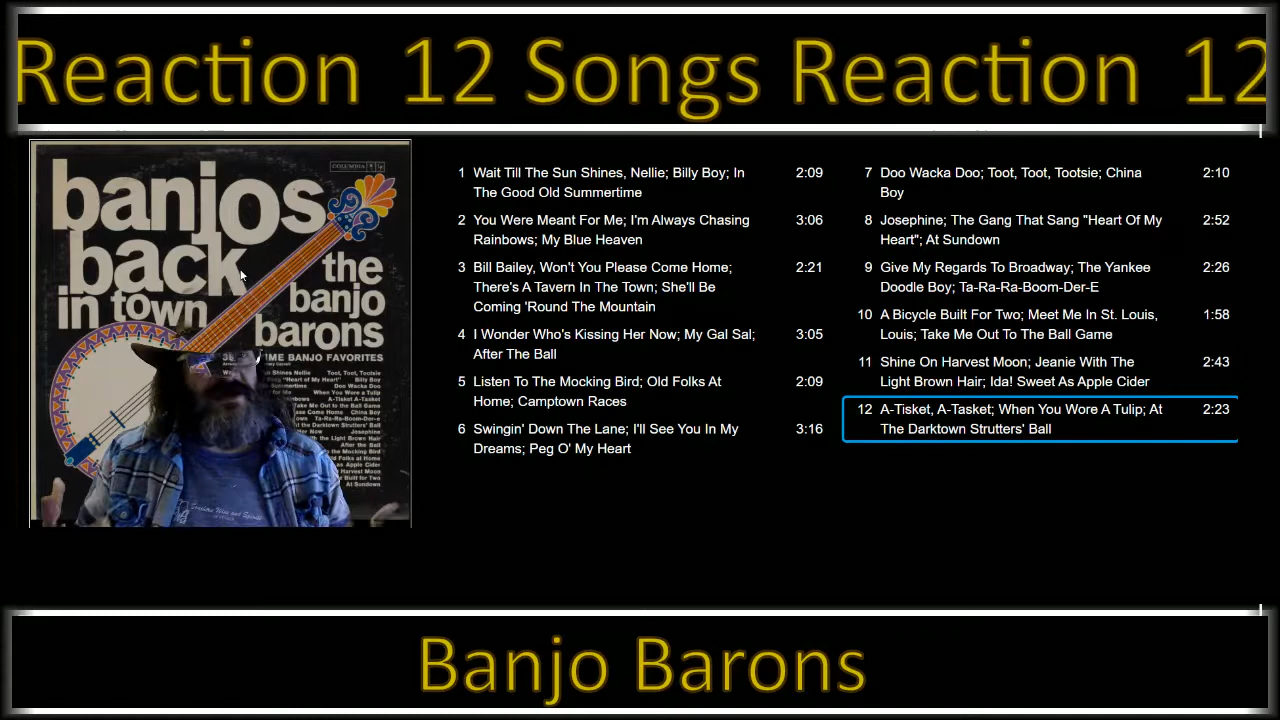 Reaction 12 Songs Reaction 12
banjos
back
in town
the
banjo
barons
COLUMBIA
TIME BANJO FAVORITES
1 Wait Till The Sun Shines, Nellie; Billy Boy; In 2:09
The Good Old Summertime
2 You Were Meant For Me; I'm Always Chasing 3:06
Rainbows; My Blue Heaven
3 Bill Bailey, Won't You Please Come Home; 2:21
There's A Tavern In The Town; She'll Be
Coming 'Round The Mountain
4 I Wonder Who's Kissing Her Now; My Gal Sal; 3:05
After The Ball
5 Listen To The Mocking Bird; Old Folks At 2:09
Home; Camptown Races
6 Swingin' Down The Lane; I'll See You In My 3:16
Dreams; Peg O' My Heart
7 Doo Wacka Doo; Toot, Toot, Tootsie; China 2:10
Boy
8 Josephine; The Gang That Sang "Heart Of My 2:52
Heart"; At Sundown
9 Give My Regards To Broadway; The Yankee 2:26
Doodle Boy; Ta-Ra-Ra-Boom-Der-E
10 A Bicycle Built For Two; Meet Me In St. Louis, 1:58
Louis; Take Me Out To The Ball Game
11 Shine On Harvest Moon; Jeanie With The 2:43
Light Brown Hair; Ida! Sweet As Apple Cider
12 A-Tisket, A-Tasket; When You Wore A Tulip; At 2:23
The Darktown Strutters' Ball
Banjo Barons